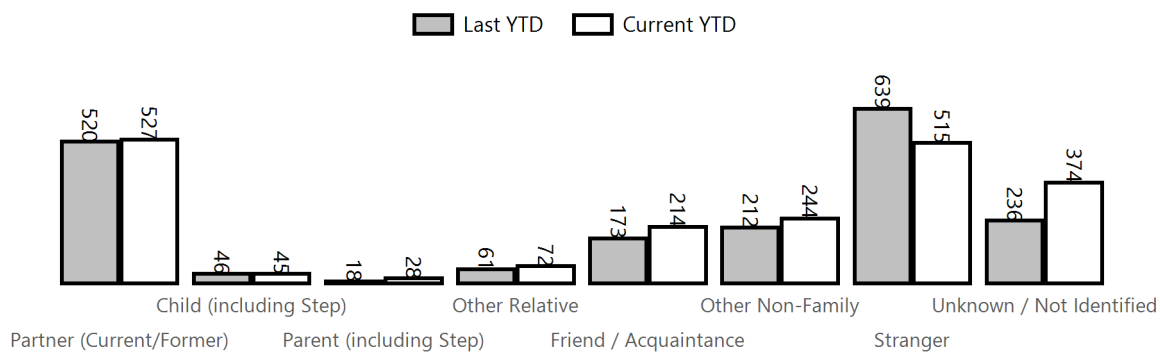 Last YTD Current YTD
520 527 46 45 18 28 61 72 173 214 212 244 639 515 236 374
Child (including Step) Other Relative Other Non-Family Unknown / Not Identified
Partner (Current/Former) Parent (including Step) Friend / Acquaintance Stranger